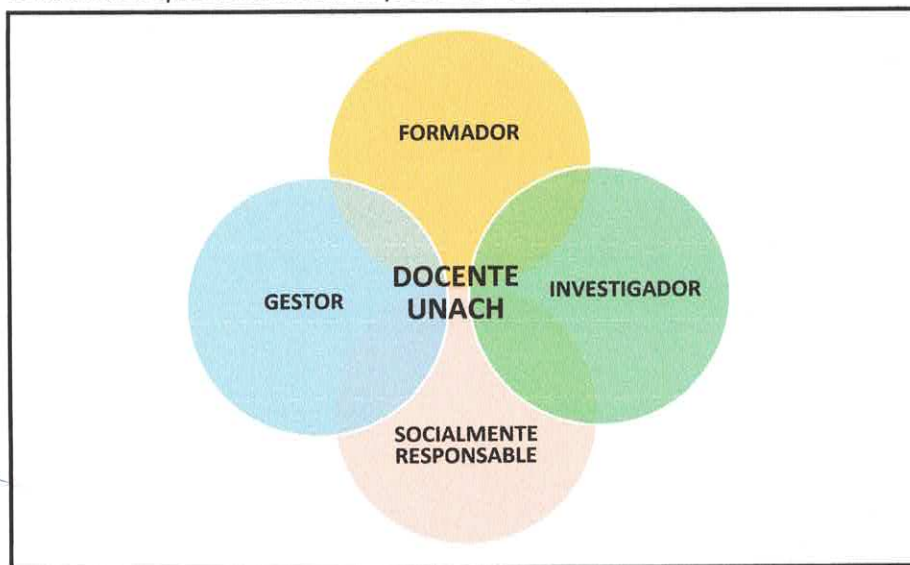 FORMADOR
GESTOR
DOCENTE
UNACH
INVESTIGADOR
SOCIALMENTE
RESPONSABLE